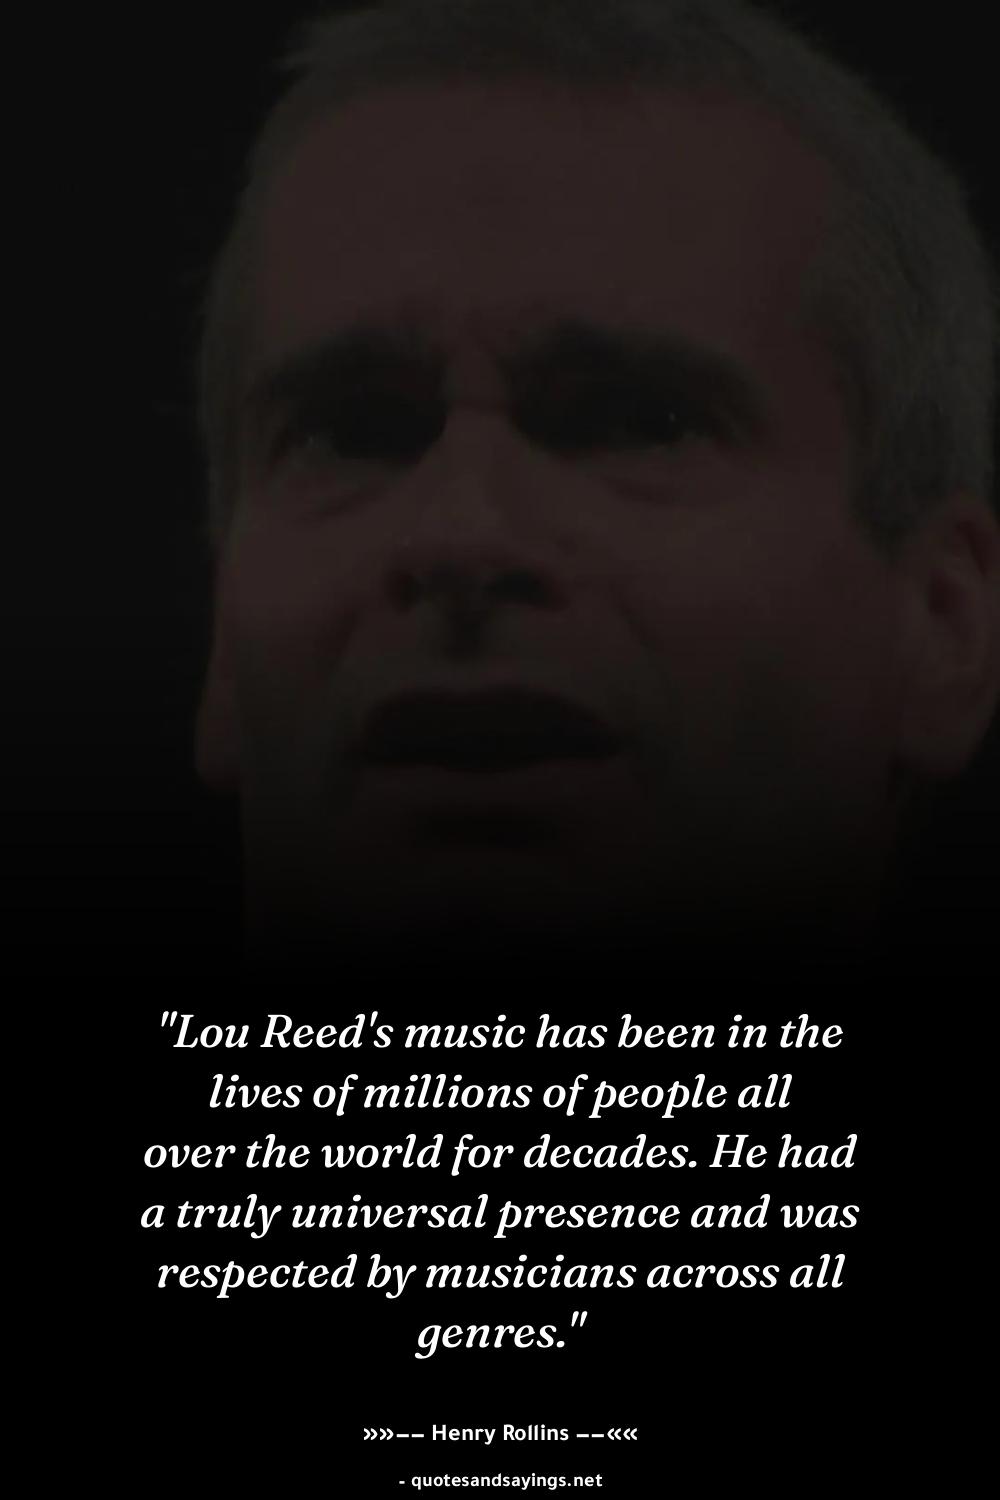 "Lou Reed's music has been in the
lives of millions of people all
over the world for decades. He had
a truly universal presence and was
respected by musicians across all
genres."
»»−− Henry Rollins −−««
- quotesandsayings.net